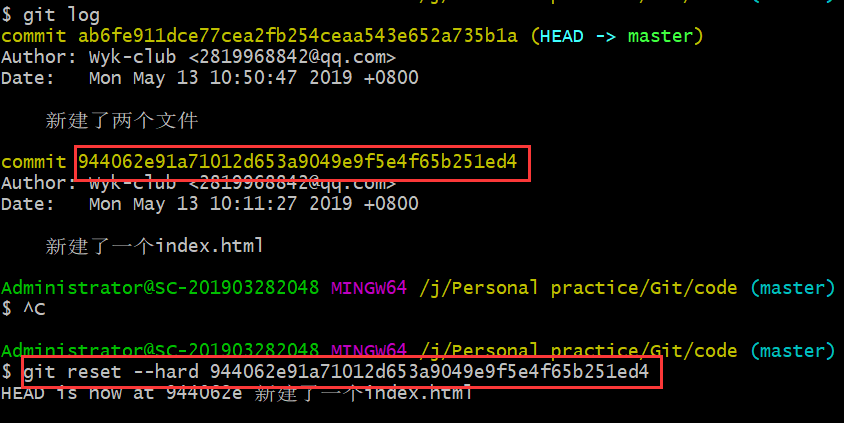 $ git log
commit ab6fe911dce77cea2fb254ceaa543e652a735b1a (HEAD -> master)
Author: Wyk-club <2819968842@qq.com>
Date:   Mon May 13 10:50:47 2019 +0800
新建了两个文件
commit 944062e91a71012d653a9049e9f5e4f65b251ed4
Author: Wyk-club <2819968842@qq.com>
Date:   Mon May 13 10:11:27 2019 +0800
新建了一个index.html
Administrator@SC-201903282048 MINGW64 /j/Personal practice/Git/code (master)
$ ^C
Administrator@SC-201903282048 MINGW64 /j/Personal practice/Git/code (master)
$ git reset --hard 944062e91a71012d653a9049e9f5e4f65b251ed4
HEAD is now at 944062e 新建了一个index.html